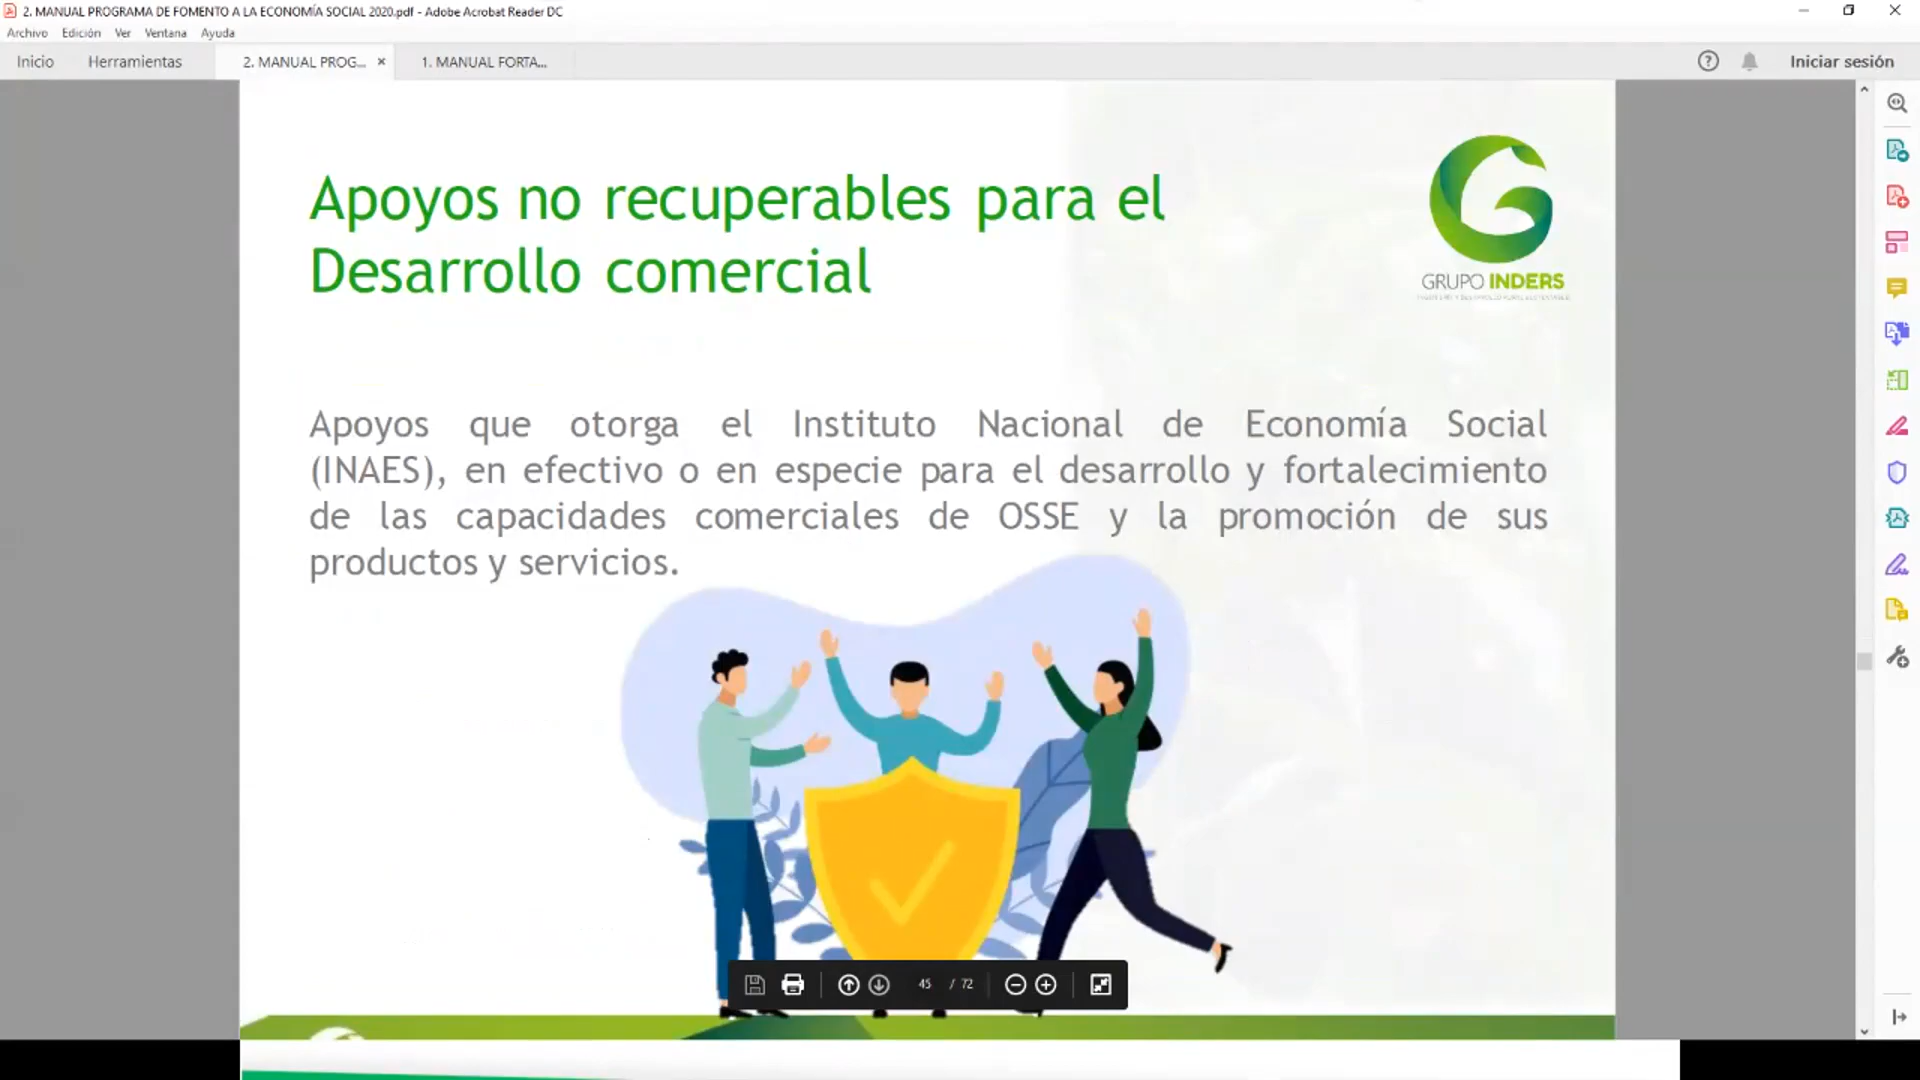 2. MANUAL PROGRAMA DE FOMENTO A LA ECONOMÍA SOCIAL 2020.pdf - Adobe Acrobat Reader DC
Archivo Edición Ver Ventana Ayuda
Inicio Herramientas 2. MANUAL PROG... 1. MANUAL FORTA... Iniciar sesión
Apoyos no recuperables para el
Desarrollo comercial
GRUPO INDERS
Apoyos que otorga el Instituto Nacional de Economía Social
(INAES), en efectivo o en especie para el desarrollo y fortalecimiento
de las capacidades comerciales de OSSE y la promoción de sus
productos y servicios.
45 / 72